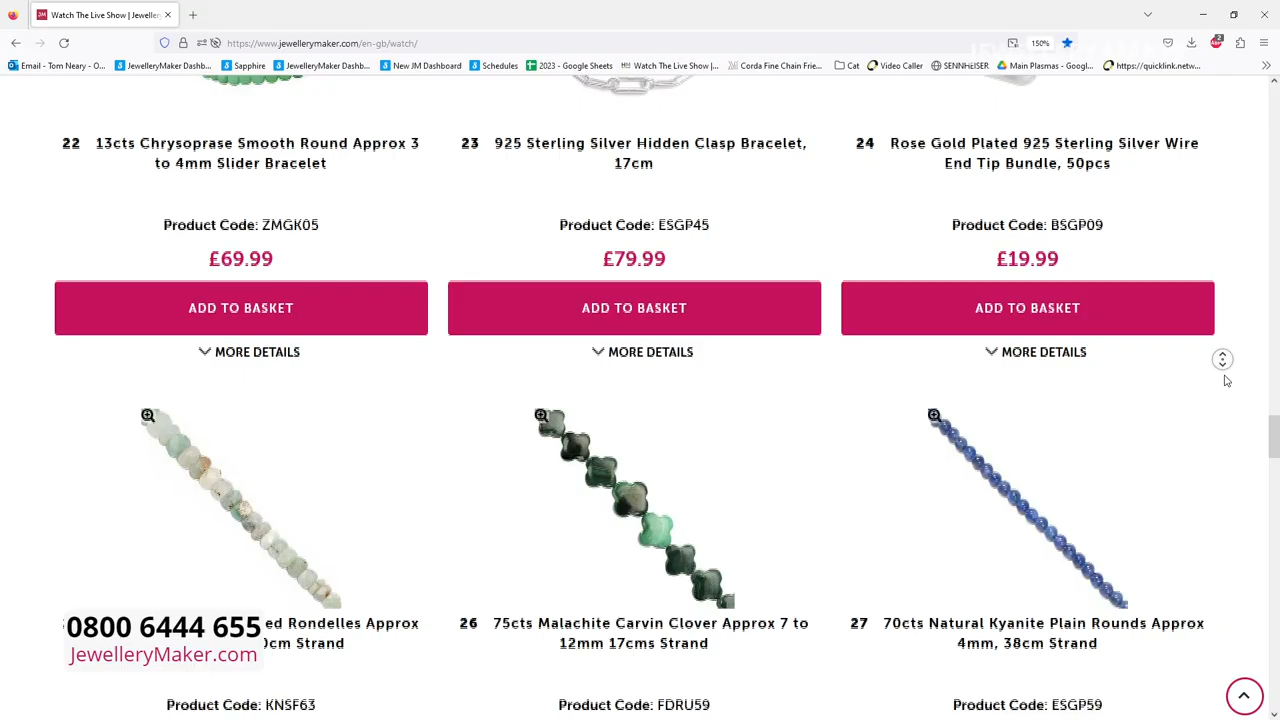 Watch The Live Show | Jeweller
https://www.jewellerymaker.com/en-gb/watch/
150%
2
Email - Tom Neary - O...
JewelleryMaker Dashb...
Sapphire
JewelleryMaker Dashb...
New JM Dashboard
Schedules
2023 - Google Sheets
Watch The Live Show |...
Corda Fine Chain Frie...
Cat
Video Caller
SENNHEISER
Main Plasmas - Googl...
https://quicklink.netw...
22 13cts Chrysoprase Smooth Round Approx 3
to 4mm Slider Bracelet
Product Code: ZMGK05
£69.99
ADD TO BASKET
MORE DETAILS
23 925 Sterling Silver Hidden Clasp Bracelet,
17cm
Product Code: ESGP45
£79.99
ADD TO BASKET
MORE DETAILS
24 Rose Gold Plated 925 Sterling Silver Wire
End Tip Bundle, 50pcs
Product Code: BSGP09
£19.99
ADD TO BASKET
MORE DETAILS
ed Rondelles Approx
0cm Strand
Product Code: KNSF63
26 75cts Malachite Carvin Clover Approx 7 to
12mm 17cms Strand
Product Code: FDRU59
27 70cts Natural Kyanite Plain Rounds Approx
4mm, 38cm Strand
Product Code: ESGP59
0800 6444 655
JewelleryMaker.com